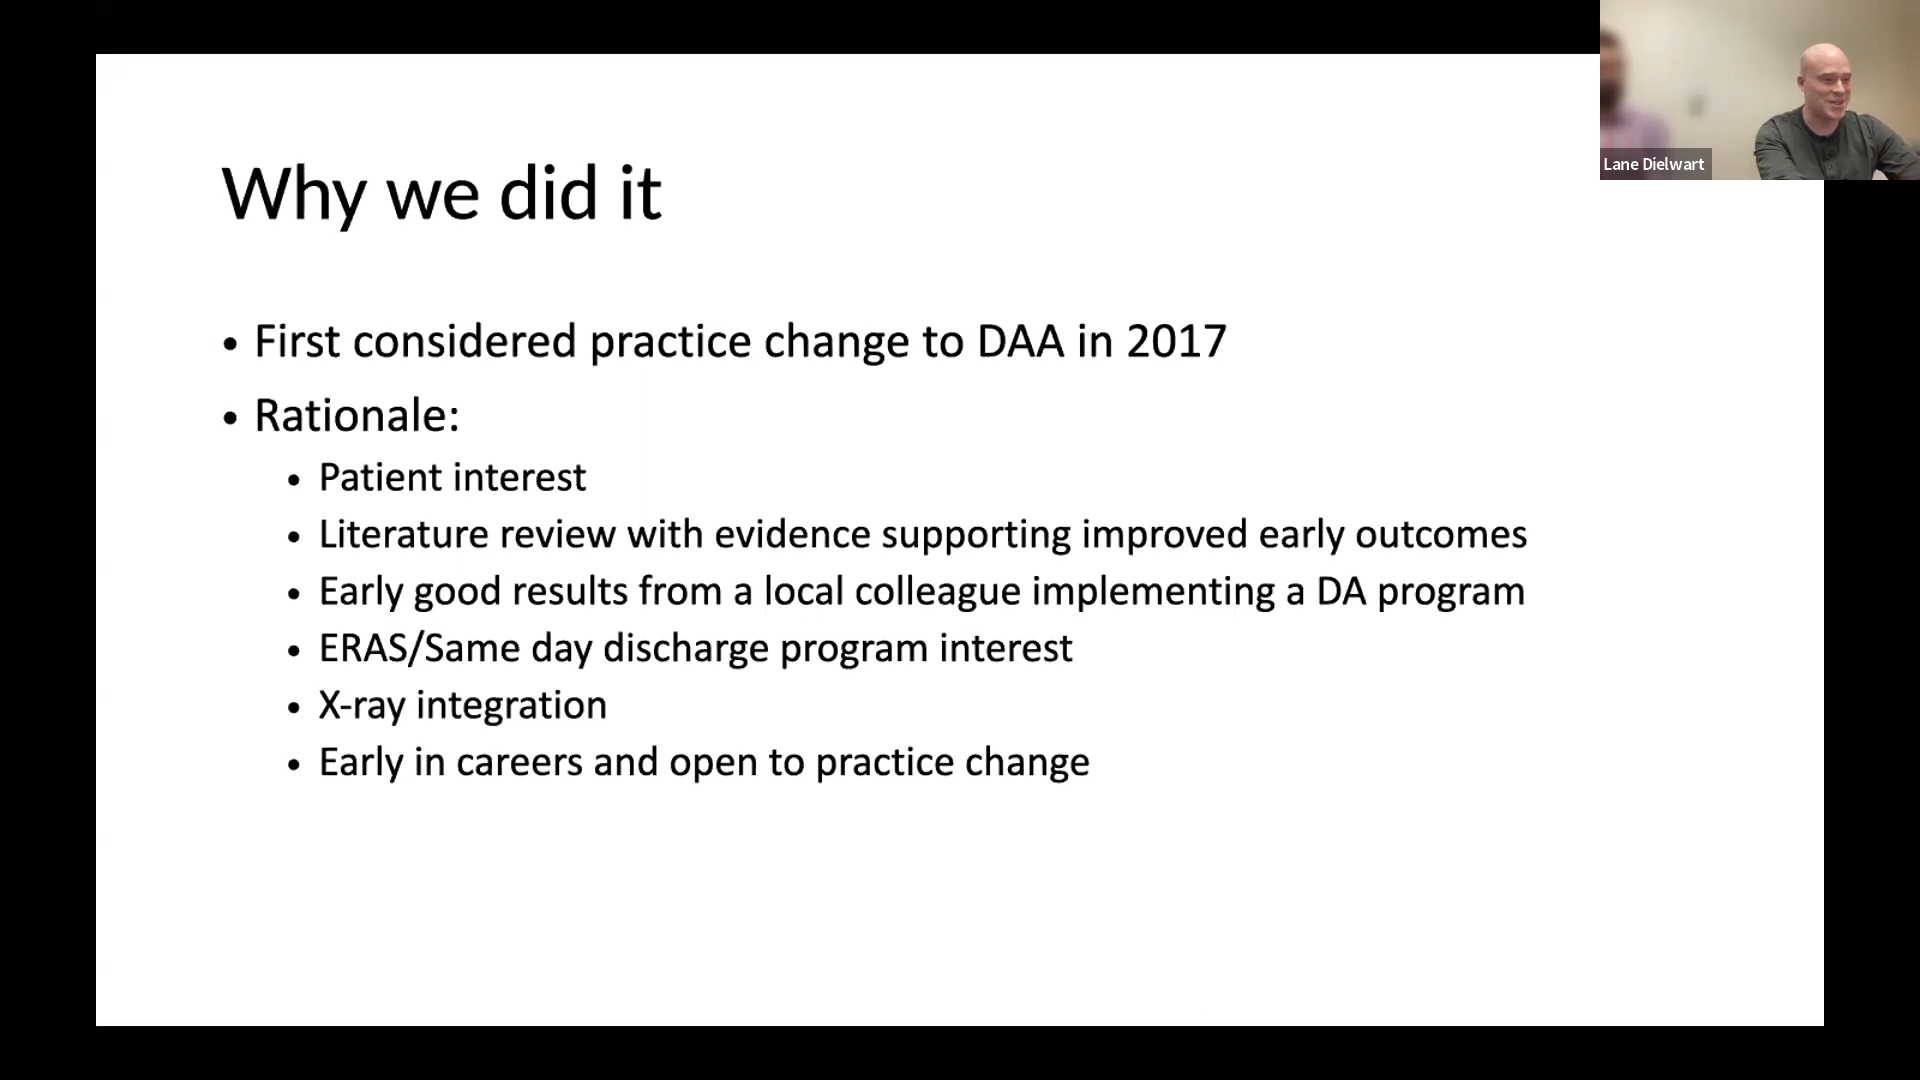 Lane Dielwart
Why we did it
• First considered practice change to DAA in 2017
• Rationale:
• Patient interest
• Literature review with evidence supporting improved early outcomes
• Early good results from a local colleague implementing a DA program
• ERAS/Same day discharge program interest
• X-ray integration
• Early in careers and open to practice change